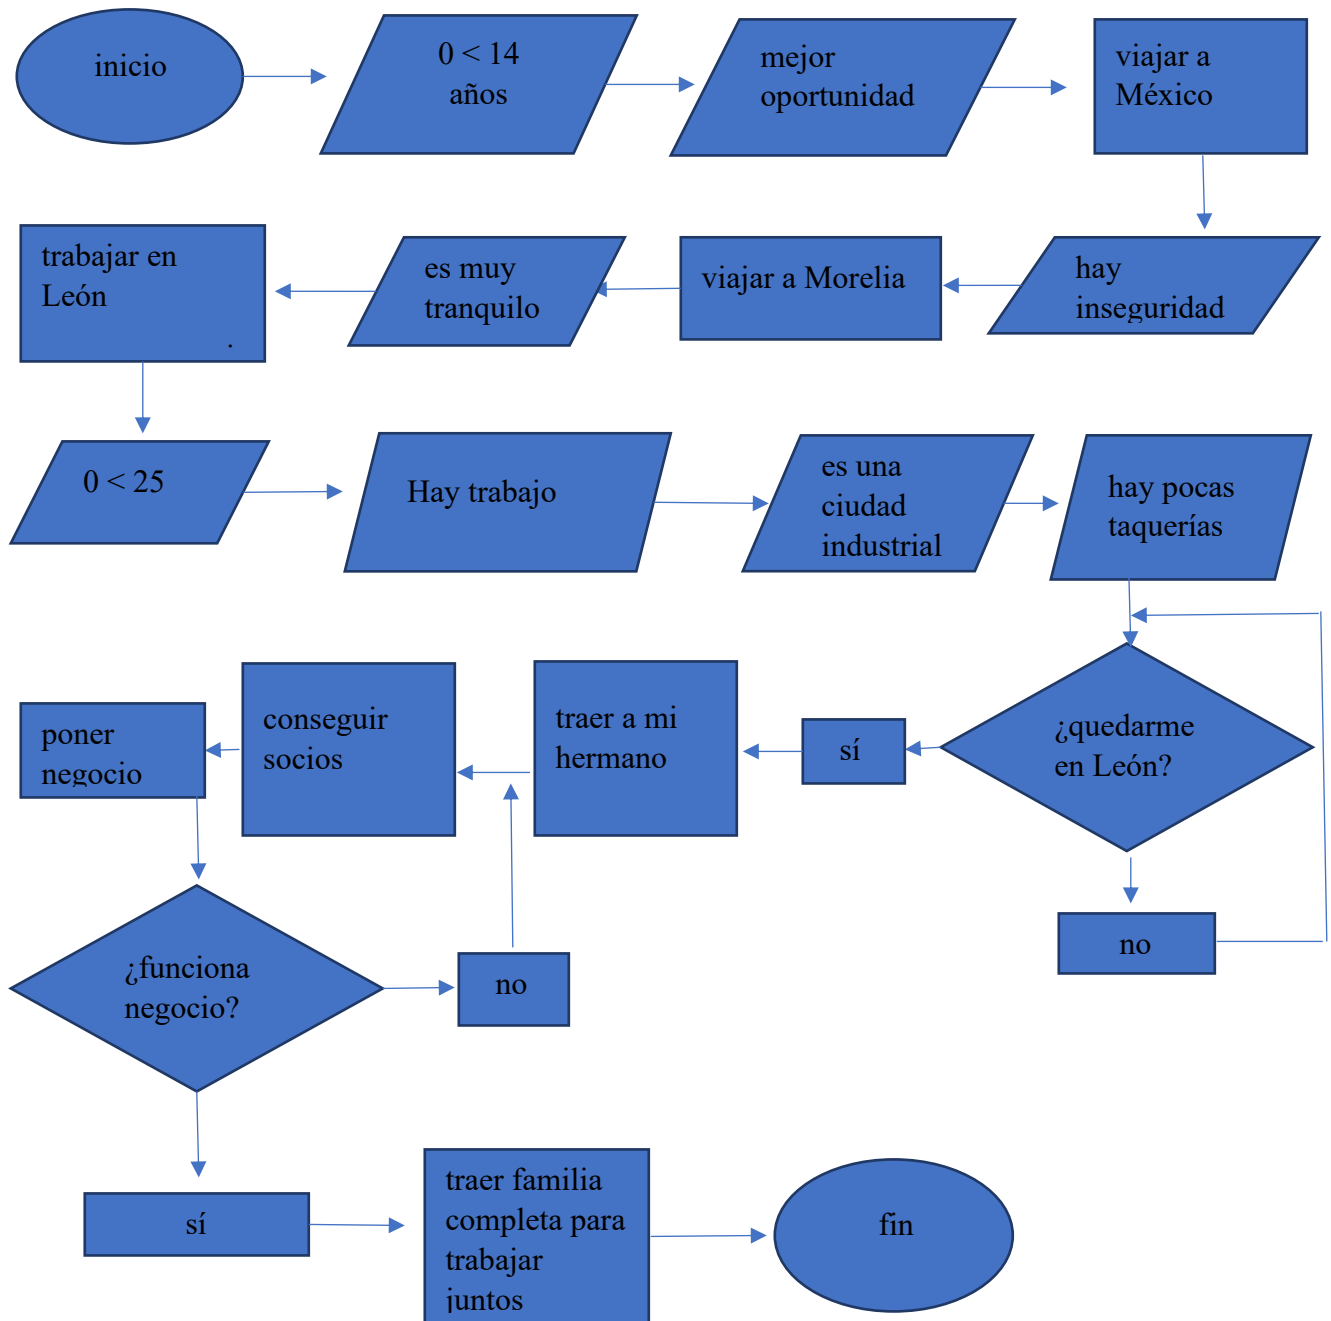 inicio
0 < 14
años
mejor
oportunidad
viajar a
México
hay
inseguridad
viajar a Morelia
es muy
tranquilo
trabajar en
León
.
0 < 25
Hay trabajo
es una
ciudad
industrial
hay pocas
taquerías
¿quedarme
en León?
no
sí
traer a mi
hermano
conseguir
socios
poner
negocio
¿funciona
negocio?
no
sí
traer familia
completa para
trabajar
juntos
fin